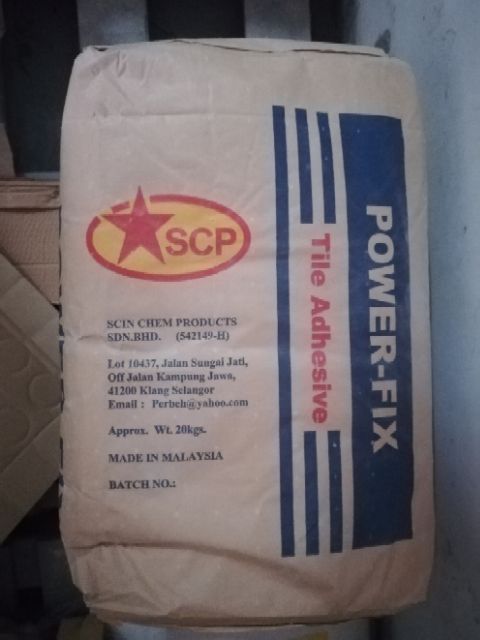 SCP
SCIN CHEM PRODUCTS
SDN.BHD. (542149-H)
Lot 10437, Jalan Sungai Jati,
Off Jalan Kampung Jawa,
41200 Klang Selangor
Email : Perbeh@yahoo.com
Approx. Wt. 20kgs.
MADE IN MALAYSIA
BATCH NO.:
Tile Adhesive
POWER-FIX